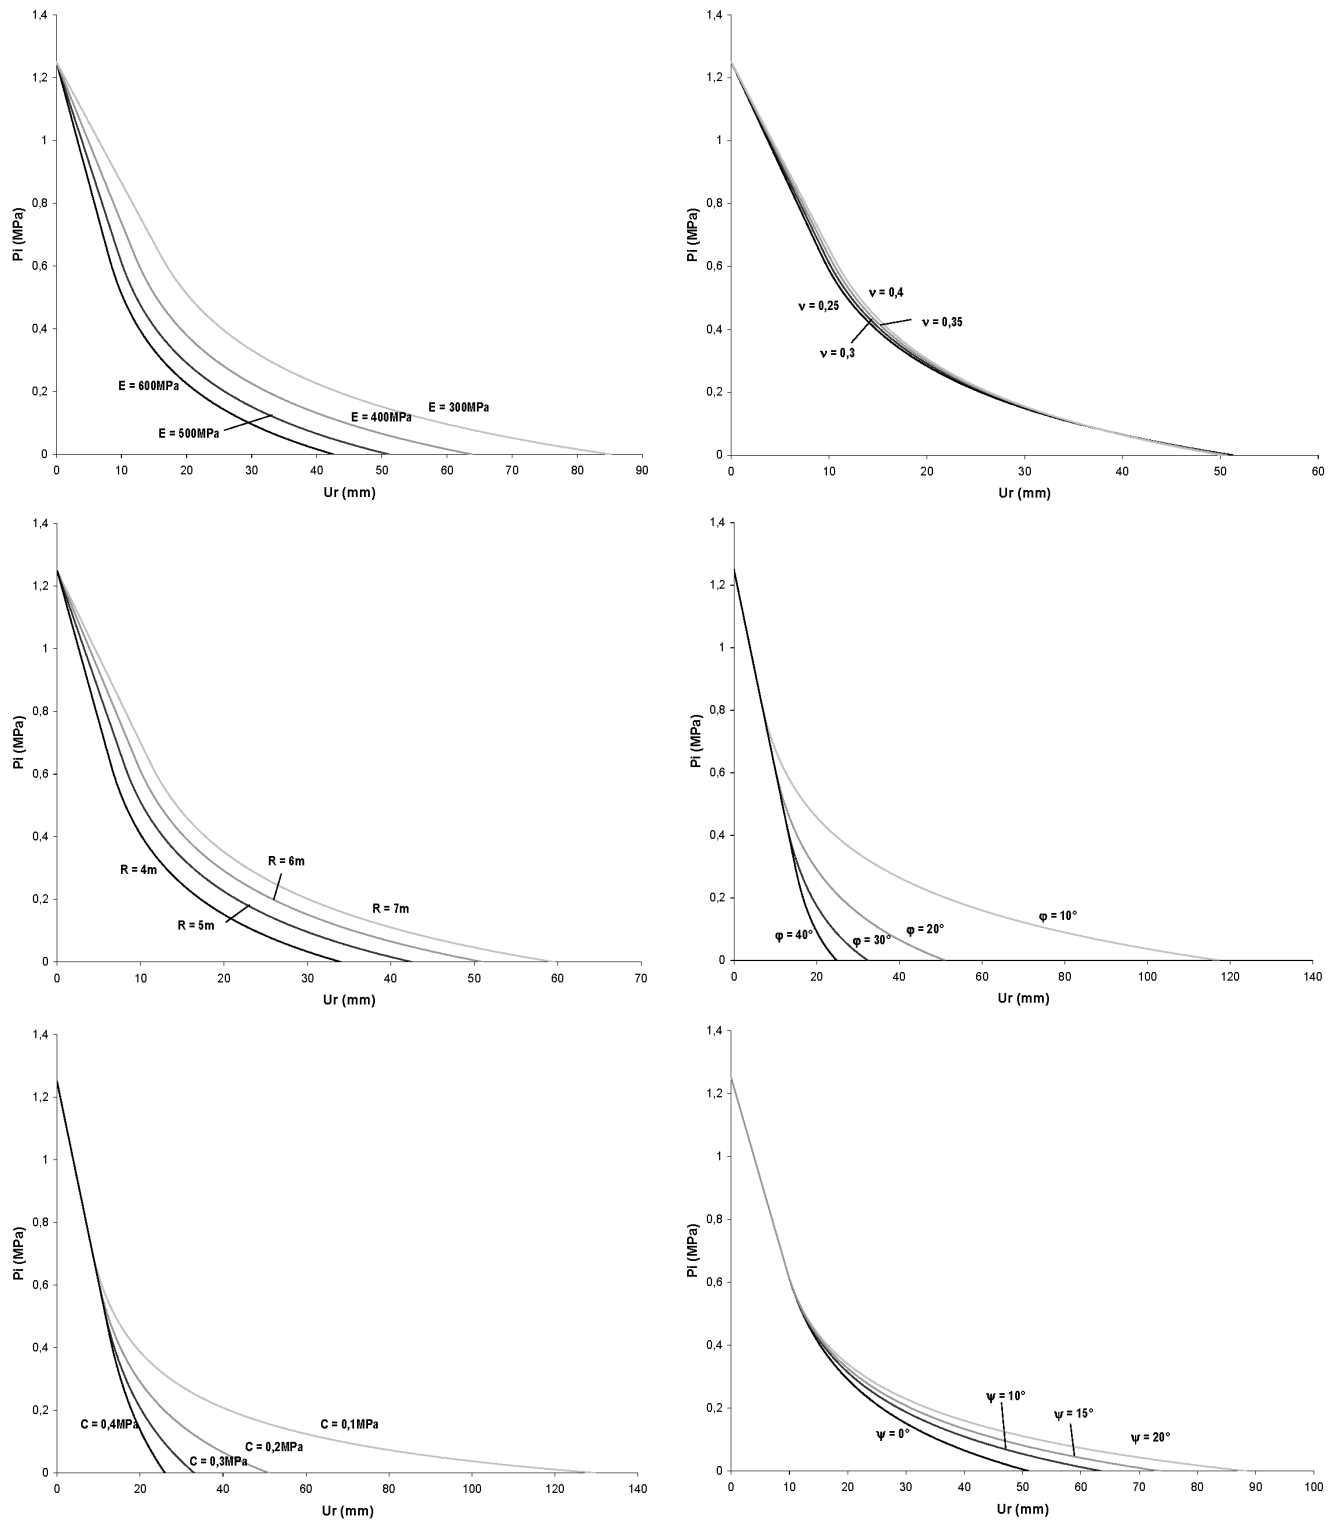 1,4
1,2
1
0,8
0,6
0,4
0,2
0
Pi (MPa)
E = 600MPa
E = 500MPa
E = 400MPa
E = 300MPa
0 10 20 30 40 50 60 70 80 90
Ur (mm)
1,4
1,2
1
0,8
0,6
0,4
0,2
0
Pi (MPa)
ν = 0,4
ν = 0,25
ν = 0,35
ν = 0,3
0 10 20 30 40 50 60
Ur (mm)
1,4
1,2
1
0,8
0,6
0,4
0,2
0
Pi (MPa)
R = 6m
R = 4m
R = 7m
R = 5m
0 10 20 30 40 50 60 70
Ur (mm)
1,4
1,2
1
0,8
0,6
0,4
0,2
0
Pi (MPa)
φ = 10°
φ = 20°
φ = 40°
φ = 30°
0 20 40 60 80 100 120 140
Ur (mm)
1,4
1,2
1
0,8
0,6
0,4
0,2
0
Pi (MPa)
C = 0,4MPa
C = 0,1MPa
C = 0,2MPa
C = 0,3MPa
0 20 40 60 80 100 120 140
Ur (mm)
1,4
1,2
1
0,8
0,6
0,4
0,2
0
Pi (MPa)
ψ = 10°
ψ = 15°
ψ = 0°
ψ = 20°
0 10 20 30 40 50 60 70 80 90 100
Ur (mm)